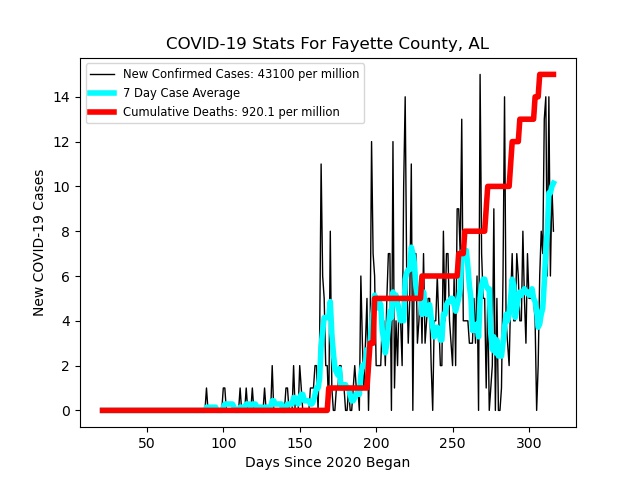 COVID-19 Stats For Fayette County, AL
New Confirmed Cases: 43100 per million
7 Day Case Average
Cumulative Deaths: 920.1 per million
New COVID-19 Cases
14
12
10
8
6
4
2
0
50 100 150 200 250 300
Days Since 2020 Began